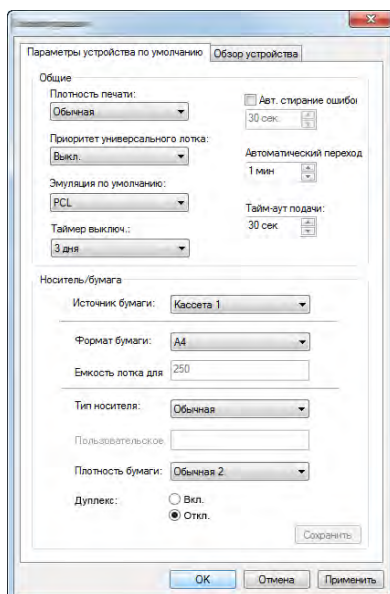 Параметры устройства по умолчанию
Обзор устройства
Общие
Плотность печати:
Обычная
Приоритет универсального лотка:
Выкл.
Эмуляция по умолчанию:
PCL
Таймер выключ.:
3 дня
Авт. стирание ошибо
30 сек.
Автоматический переход
1 мин
Тайм-аут подачи:
30 сек
Носитель/бумага
Источник бумаги:
Кассета 1
Формат бумаги:
A4
Емкость лотка для
250
Тип носителя:
Обычная
Пользовательское
Плотность бумаги:
Обычная 2
Дуплекс:
Вкл.
Откл.
Сохранить
OK
Отмена
Применить